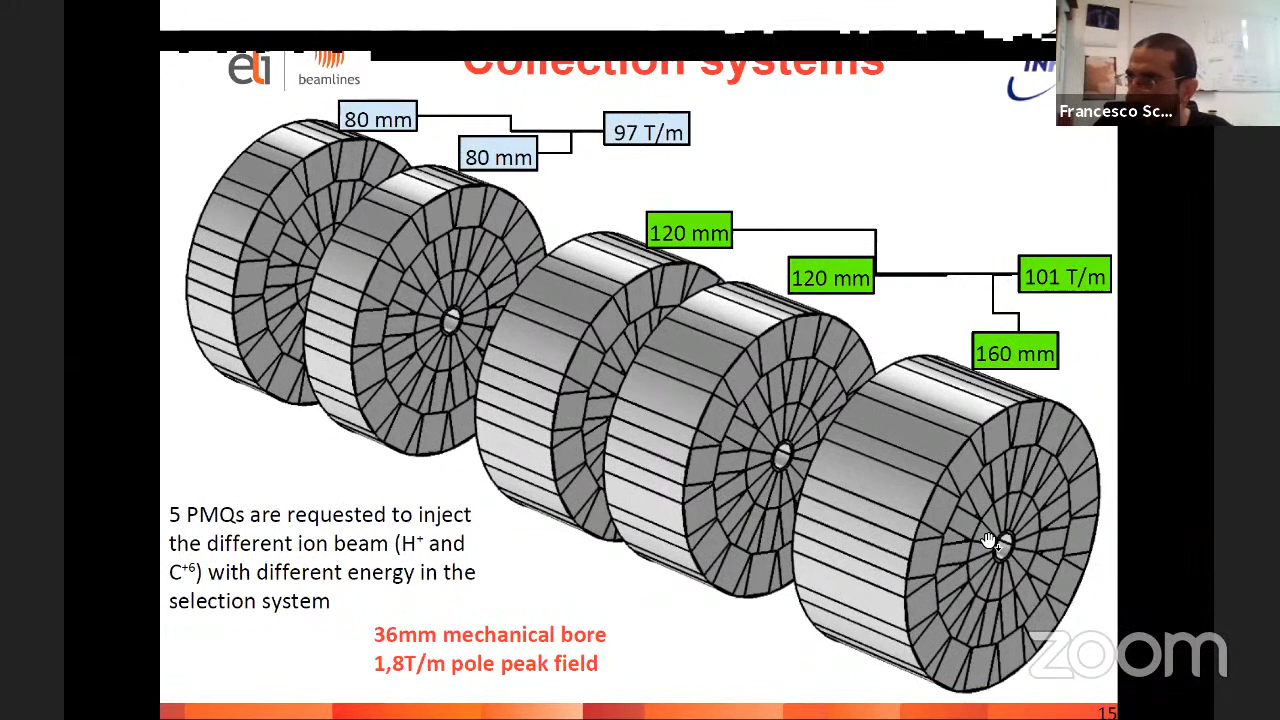 Collection systems
eli
beamlines
Francesco Sc...
80 mm
97 T/m
80 mm
120 mm
120 mm
101 T/m
160 mm
5 PMQs are requested to inject
the different ion beam (H⁺ and
C⁺⁶) with different energy in the
selection system
36mm mechanical bore
1,8T/m pole peak field
zoom
15